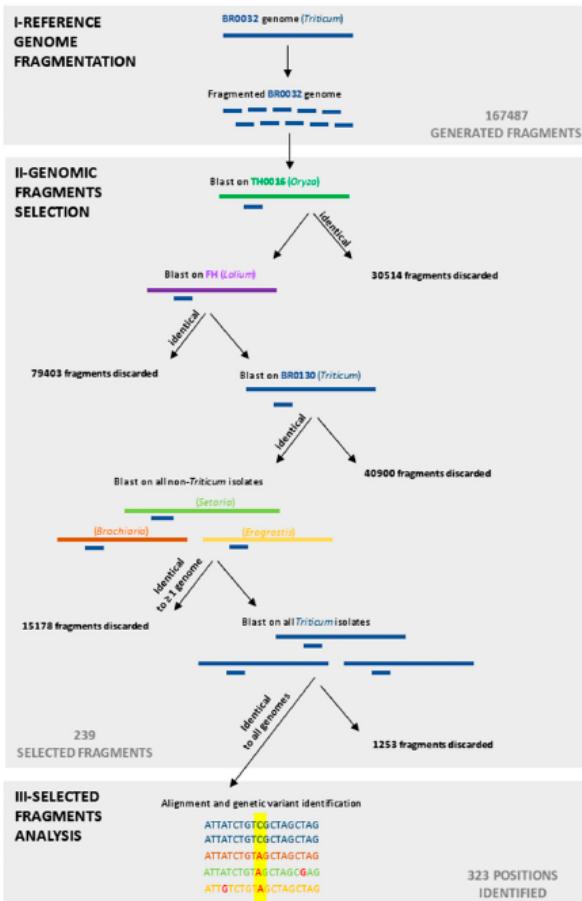 I-REFERENCE
GENOME
FRAGMENTATION
BR0032 genome (Triticum)
Fragmented BR0032 genome
167487
GENERATED FRAGMENTS
II-GENOMIC
FRAGMENTS
SELECTION
Blast on TH0016 (Oryza)
identical
30514 fragments discarded
Blast on FH (Lolium)
identical
79403 fragments discarded
Blast on BR0130 (Triticum)
identical
40900 fragments discarded
Blast on all non-Triticum isolates
(Setaria)
(Brachiaria)
(Eragrostis)
Identical
to ≥1 genome
15178 fragments discarded
Blast on all Triticum isolates
Identical
to all genomes
1253 fragments discarded
239
SELECTED FRAGMENTS
III-SELECTED
FRAGMENTS
ANALYSIS
Alignment and genetic variant identification
ATTATCTGTCGCTAGCTAG
ATTATCTGTCGCTAGCTAG
ATTATCTGTAGCTAGCTAG
ATTATCTGTAGCTAGCGAG
ATTGTCTGTAGCTAGCTAG
323 POSITIONS
IDENTIFIED